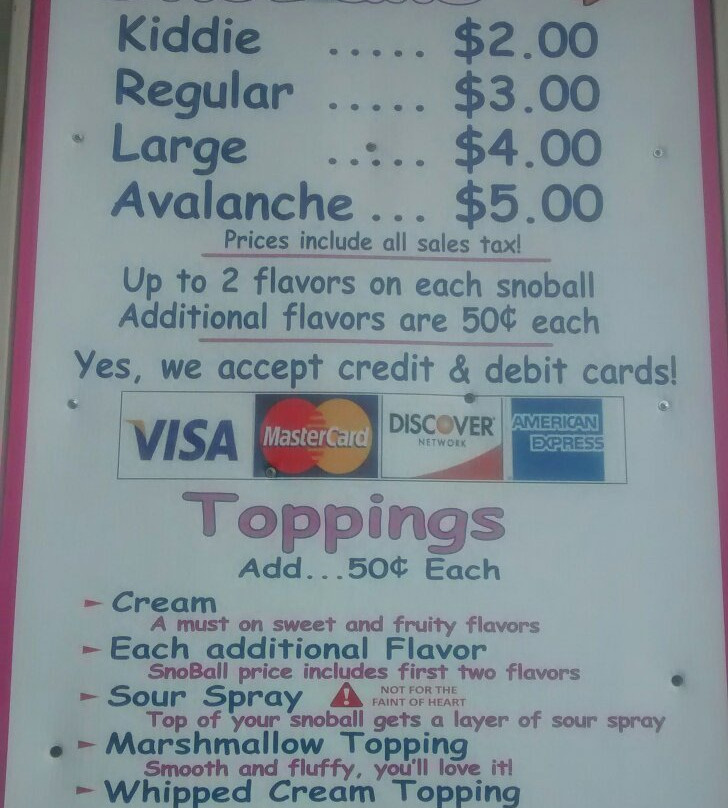 Kiddie ..... $2.00
Regular ..... $3.00
Large ..... $4.00
Avalanche ... $5.00
Prices include all sales tax!
Up to 2 flavors on each snoball
Additional flavors are 50¢ each
Yes, we accept credit & debit cards!
VISA MasterCard DISCOVER NETWORK AMERICAN EXPRESS
Toppings
Add...50¢ Each
Cream
A must on sweet and fruity flavors
Each additional Flavor
SnoBall price includes first two flavors
Sour Spray ! NOT FOR THE FAINT OF HEART
Top of your snoball gets a layer of sour spray
Marshmallow Topping
Smooth and fluffy, you'll love it!
Whipped Cream Topping